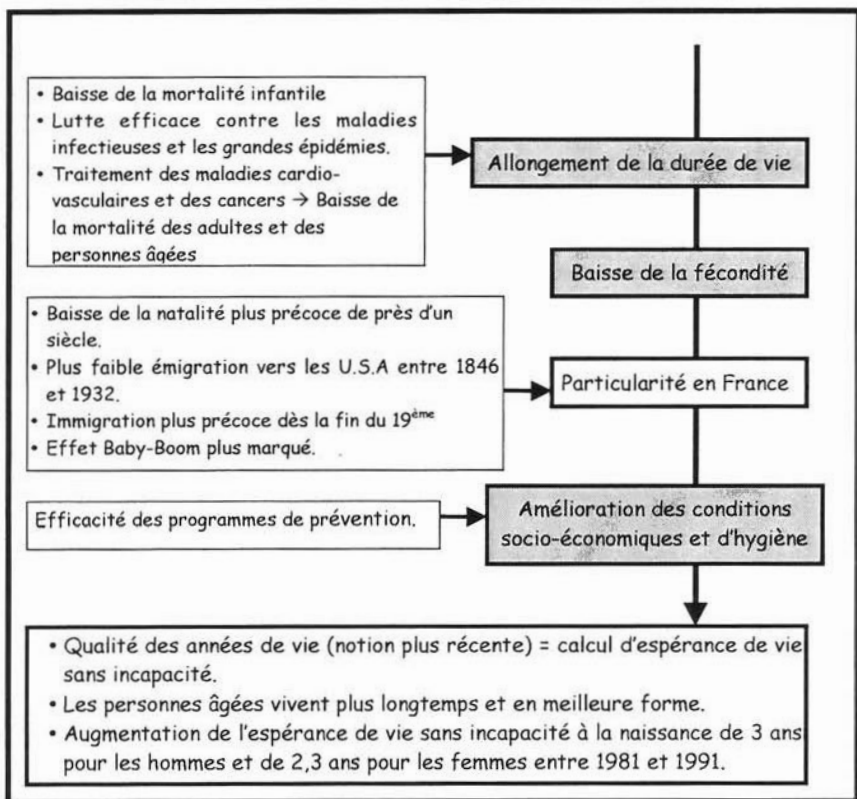 • Baisse de la mortalité infantile
• Lutte efficace contre les maladies
infectieuses et les grandes épidémies.
• Traitement des maladies cardio-
vasculaires et des cancers → Baisse de
la mortalité des adultes et des
personnes âgées
Allongement de la durée de vie
Baisse de la fécondité
• Baisse de la natalité plus précoce de près d'un
siècle.
• Plus faible émigration vers les U.S.A entre 1846
et 1932.
• Immigration plus précoce dès la fin du 19ème
• Effet Baby-Boom plus marqué.
Particularité en France
Efficacité des programmes de prévention.
Amélioration des conditions
socio-économiques et d'hygiène
• Qualité des années de vie (notion plus récente) = calcul d'espérance de vie
sans incapacité.
• Les personnes âgées vivent plus longtemps et en meilleure forme.
• Augmentation de l'espérance de vie sans incapacité à la naissance de 3 ans
pour les hommes et de 2,3 ans pour les femmes entre 1981 et 1991.